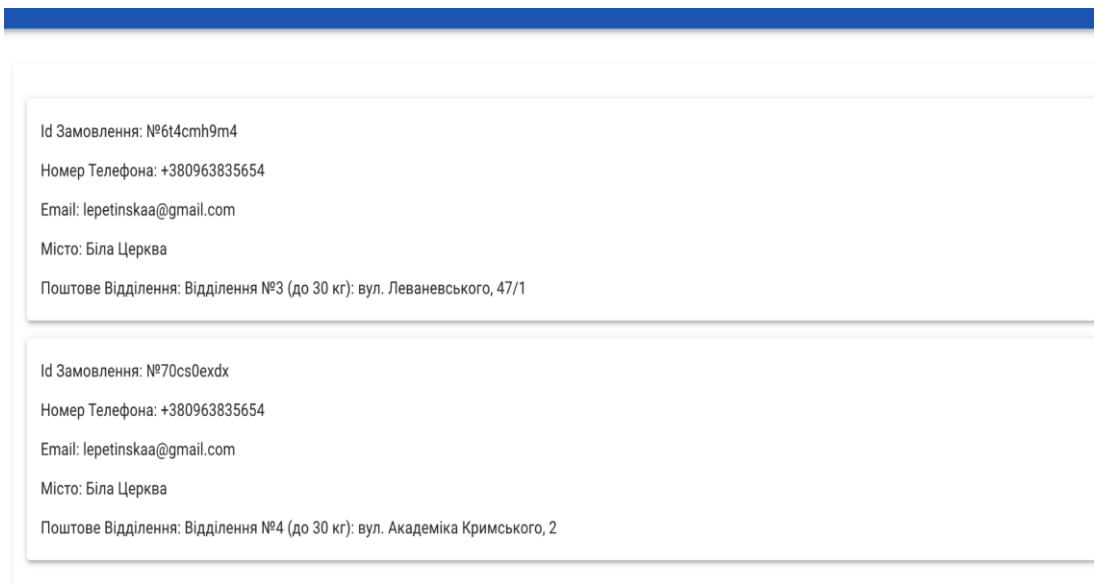 Id Замовлення: №6t4cmh9m4
Номер Телефона: +380963835654
Email: lepetinskaa@gmail.com
Місто: Біла Церква
Поштове Відділення: Відділення №3 (до 30 кг): вул. Леваневського, 47/1
Id Замовлення: №70cs0exdx
Номер Телефона: +380963835654
Email: lepetinskaa@gmail.com
Місто: Біла Церква
Поштове Відділення: Відділення №4 (до 30 кг): вул. Академіка Кримського, 2